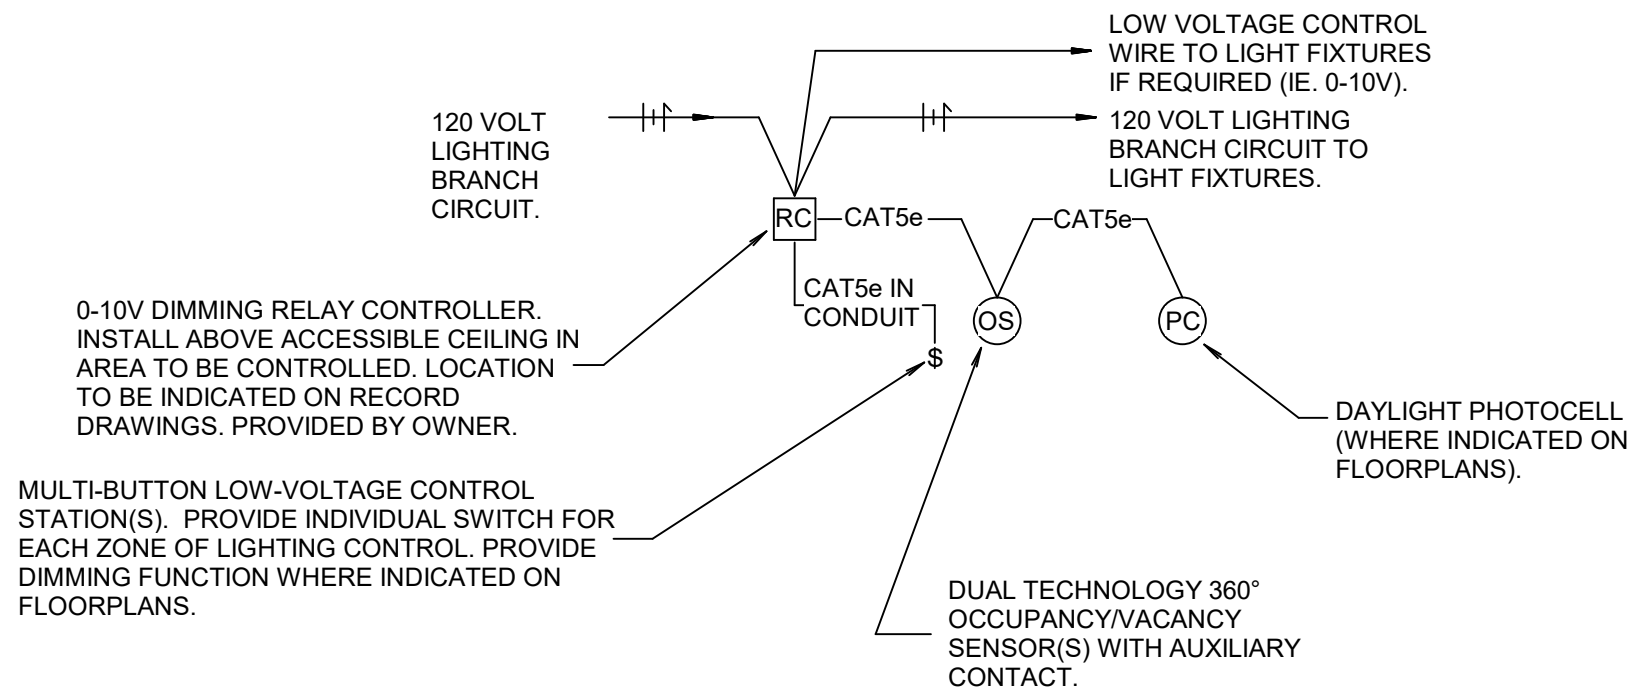 LOW VOLTAGE CONTROL
WIRE TO LIGHT FIXTURES
IF REQUIRED (IE. 0-10V).
120 VOLT
LIGHTING
BRANCH
CIRCUIT.
120 VOLT LIGHTING
BRANCH CIRCUIT TO
LIGHT FIXTURES.
RC
CAT5e
CAT5e
CAT5e IN
CONDUIT
OS
PC
$
0-10V DIMMING RELAY CONTROLLER.
INSTALL ABOVE ACCESSIBLE CEILING IN
AREA TO BE CONTROLLED. LOCATION
TO BE INDICATED ON RECORD
DRAWINGS. PROVIDED BY OWNER.
DAYLIGHT PHOTOCELL
(WHERE INDICATED ON
FLOORPLANS).
MULTI-BUTTON LOW-VOLTAGE CONTROL
STATION(S). PROVIDE INDIVIDUAL SWITCH FOR
EACH ZONE OF LIGHTING CONTROL. PROVIDE
DIMMING FUNCTION WHERE INDICATED ON
FLOORPLANS.
DUAL TECHNOLOGY 360°
OCCUPANCY/VACANCY
SENSOR(S) WITH AUXILIARY
CONTACT.